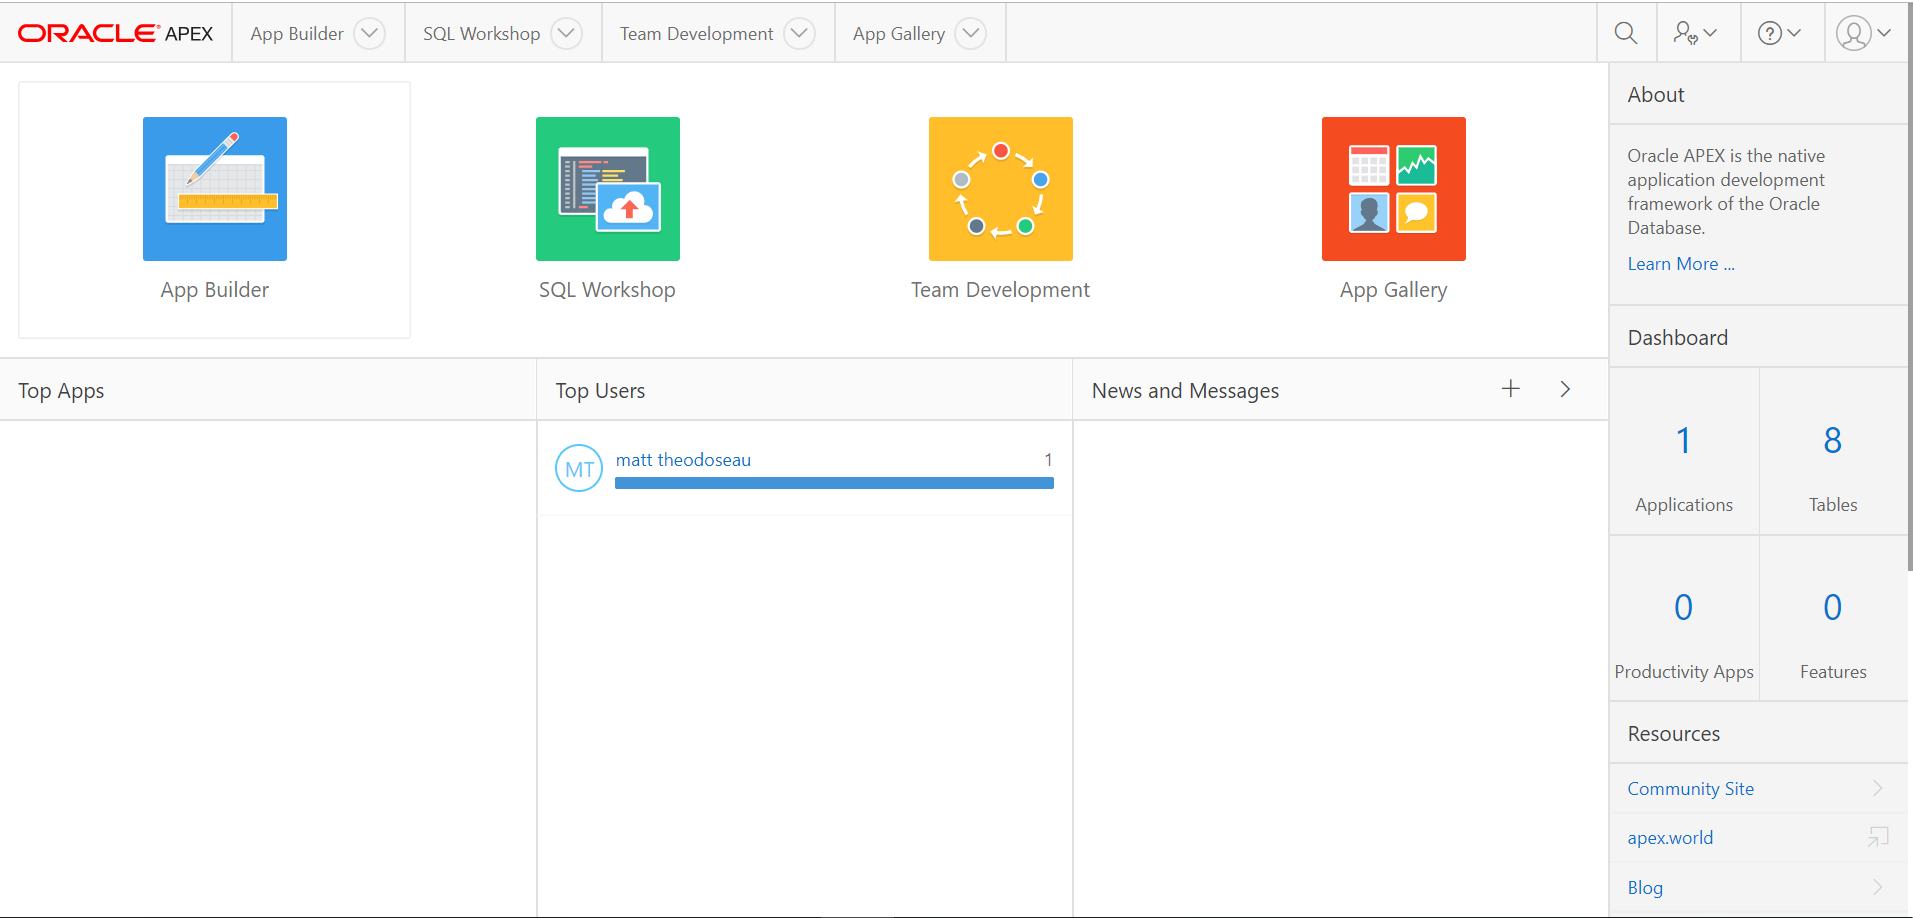 ORACLE APEX
App Builder
SQL Workshop
Team Development
App Gallery
App Builder
SQL Workshop
Team Development
App Gallery
Top Apps
Top Users
MT
matt theodoseau
1
News and Messages
About
Oracle APEX is the native
application development
framework of the Oracle
Database.
Learn More ...
Dashboard
1
Applications
8
Tables
0
Productivity Apps
0
Features
Resources
Community Site
apex.world
Blog